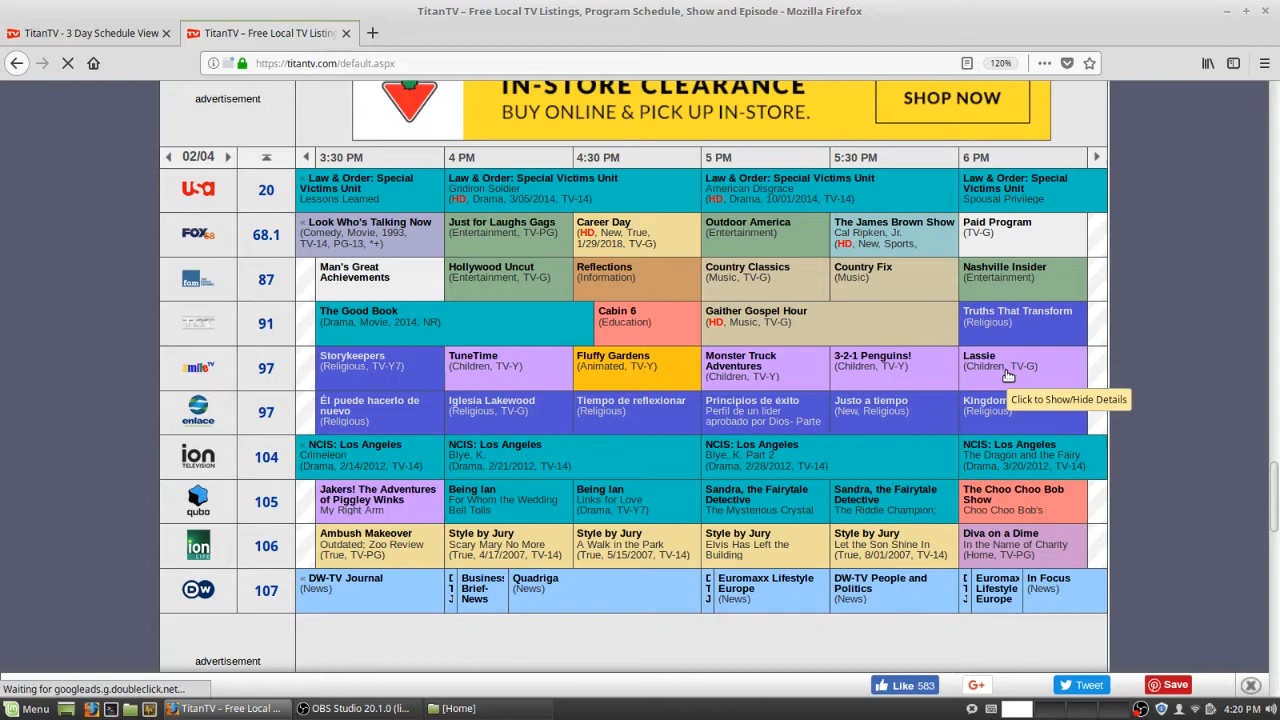 TitanTV – Free Local TV Listings, Program Schedule, Show and Episode - Mozilla Firefox
TitanTV - 3 Day Schedule View
TitanTV – Free Local TV Listing
https://titantv.com/default.aspx
120%
advertisement
IN-STORE CLEARANCE
BUY ONLINE & PICK UP IN-STORE.
SHOP NOW
02/04
3:30 PM
4 PM
4:30 PM
5 PM
5:30 PM
6 PM
usa
20
« Law & Order: Special
Victims Unit
Lessons Learned
Law & Order: Special Victims Unit
Gridiron Soldier
(HD, Drama, 3/05/2014, TV-14)
Law & Order: Special Victims Unit
American Disgrace
(HD, Drama, 10/01/2014, TV-14)
Law & Order: Special
Victims Unit
Spousal Privilege
FOX 68
68.1
« Look Who's Talking Now
(Comedy, Movie, 1993,
TV-14, PG-13, *+)
Just for Laughs Gags
(Entertainment, TV-PG)
Career Day
(HD, New, True,
1/29/2018, TV-G)
Outdoor America
(Entertainment)
The James Brown Show
Cal Ripken, Jr.
(HD, New, Sports,
Paid Program
(TV-G)
87
Man's Great
Achievements
Hollywood Uncut
(Entertainment, TV-G)
Reflections
(Information)
Country Classics
(Music, TV-G)
Country Fix
(Music)
Nashville Insider
(Entertainment)
91
The Good Book
(Drama, Movie, 2014, NR)
Cabin 6
(Education)
Gaither Gospel Hour
(HD, Music, TV-G)
Truths That Transform
(Religious)
smile TV
97
Storykeepers
(Religious, TV-Y7)
TuneTime
(Children, TV-Y)
Fluffy Gardens
(Animated, TV-Y)
Monster Truck
Adventures
(Children, TV-Y)
3-2-1 Penguins!
(Children, TV-Y)
Lassie
(Children, TV-G)
Click to Show/Hide Details
enlace
97
Él puede hacerlo de
nuevo
(Religious)
Iglesia Lakewood
(Religious, TV-G)
Tiempo de reflexionar
(Religious)
Principios de éxito
Perfil de un lider
aprobado por Dios- Parte
Justo a tiempo
(New, Religious)
Kingdom
(Religious)
ion
TELEVISION
104
« NCIS: Los Angeles
Crimeleon
(Drama, 2/14/2012, TV-14)
NCIS: Los Angeles
Blye, K.
(Drama, 2/21/2012, TV-14)
NCIS: Los Angeles
Blye, K. Part 2
(Drama, 2/28/2012, TV-14)
NCIS: Los Angeles
The Dragon and the Fairy
(Drama, 3/20/2012, TV-14)
qubo
105
Jakers! The Adventures
of Piggley Winks
My Right Arm
Being Ian
For Whom the Wedding
Bell Tolls
Being Ian
Links for Love
(Drama, TV-Y7)
Sandra, the Fairytale
Detective
The Mysterious Crystal
Sandra, the Fairytale
Detective
The Riddle Champion;
The Choo Choo Bob
Show
Choo Choo Bob's
ion
LIFE
106
Ambush Makeover
Outdated; Zoo Review
(True, TV-PG)
Style by Jury
Scary Mary No More
(True, 4/17/2007, TV-14)
Style by Jury
A Walk in the Park
(True, 5/15/2007, TV-14)
Style by Jury
Elvis Has Left the
Building
Style by Jury
Let the Son Shine In
(True, 8/01/2007, TV-14)
Diva on a Dime
In the Name of Charity
(Home, TV-PG)
DW
107
« DW-TV Journal
(News)
Business
Brief-
News
Quadriga
(News)
Euromaxx Lifestyle
Europe
(News)
DW-TV People and
Politics
(News)
Euromax
Lifestyle
Europe
In Focus
(News)
advertisement
Waiting for googleads.g.doubleclick.net...
Like 583
G+
Tweet
Save
Menu
TitanTV – Free Local ...
OBS Studio 20.1.0 (li...
[Home]
4:20 PM